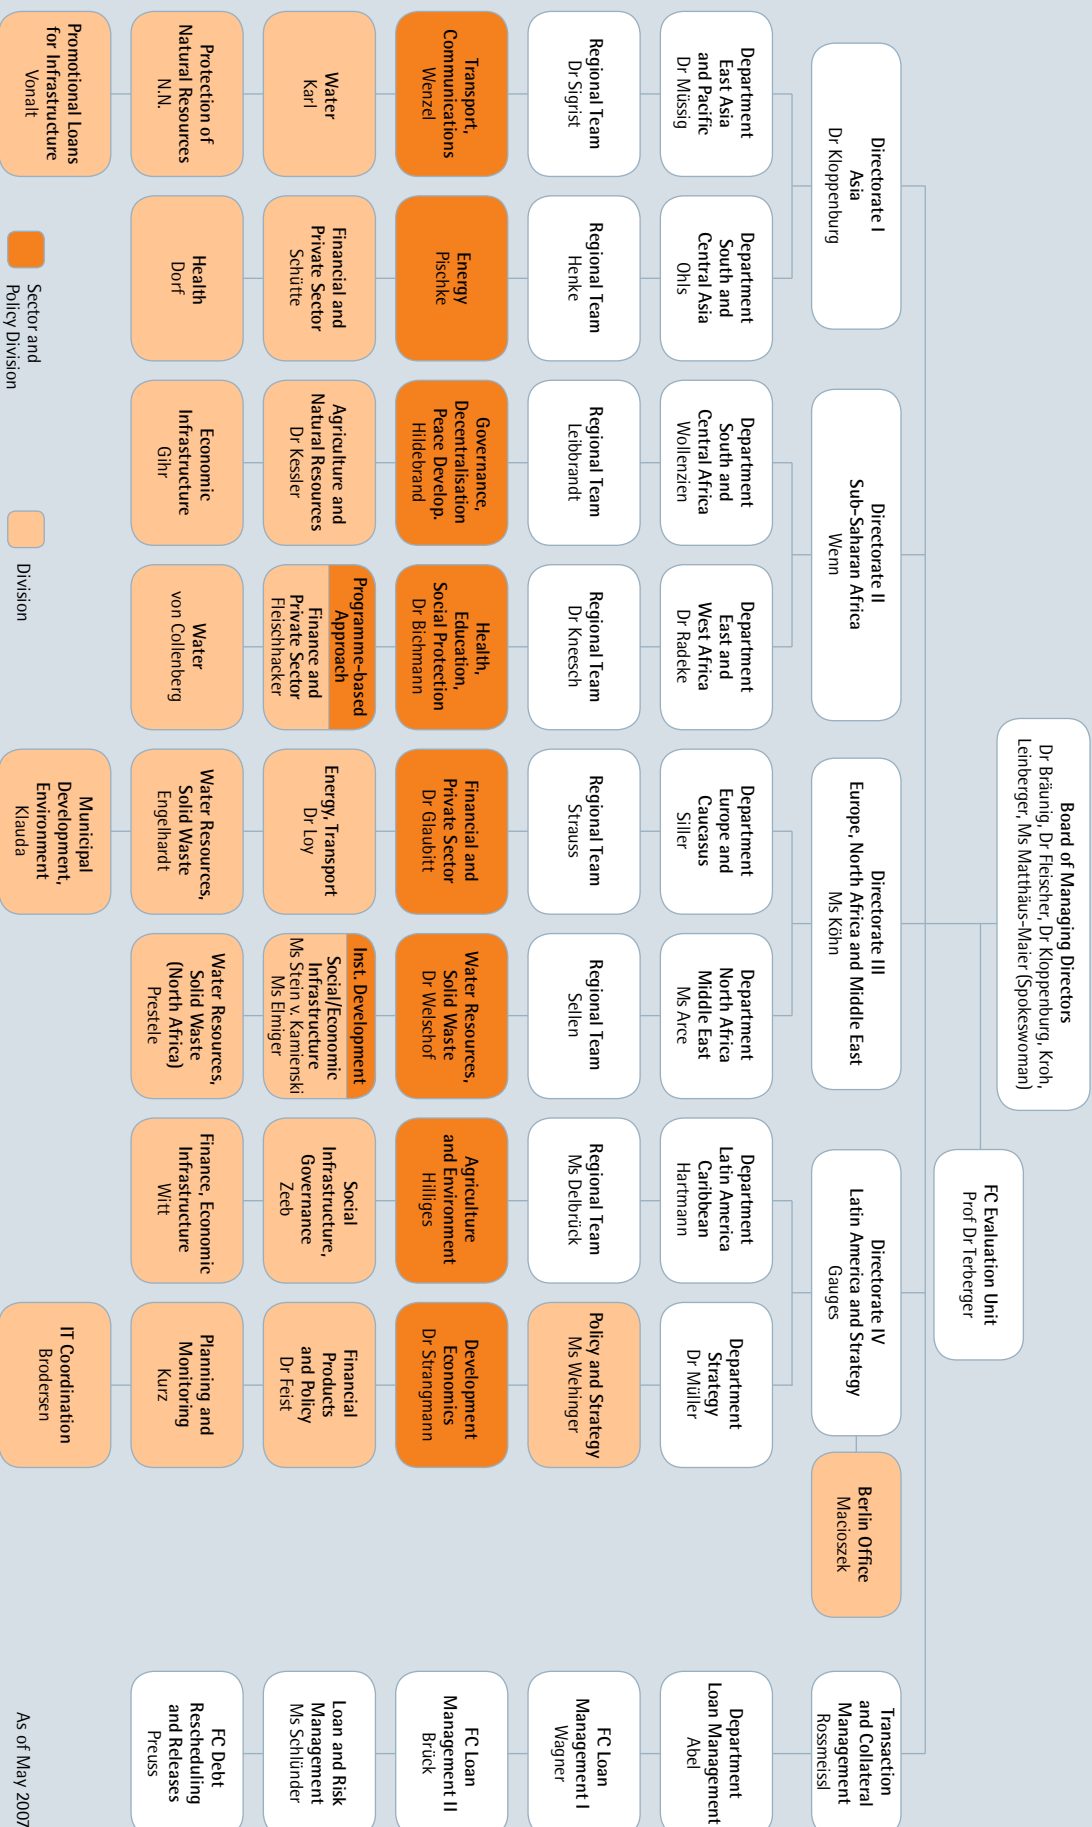 Board of Managing Directors
Dr Bräunig, Dr Fleischer, Dr Kloppenburg, Kroh,
Leinberger, Ms Matthäus-Maier (Spokeswoman)
FC Evaluation Unit
Prof Dr Terberger
Directorate I
Asia
Dr Kloppenburg
Directorate II
Sub-Saharan Africa
Wenn
Directorate III
Europe, North Africa and Middle East
Ms Köhn
Directorate IV
Latin America and Strategy
Gauges
Berlin Office
Macioszek
Transaction
and Collateral
Management
Rossmeissl
Department
East Asia
and Pacific
Dr Müssig
Department
South and
Central Asia
Ohls
Department
South and
Central Africa
Wollenzien
Department
East and
West Africa
Dr Radeke
Department
Europe and
Caucasus
Siller
Department
North Africa
Middle East
Ms Arce
Department
Latin America
Caribbean
Hartmann
Department
Strategy
Dr Müller
Department
Loan Management
Abel
Regional Team
Dr Sigrist
Regional Team
Henke
Regional Team
Leibbrandt
Regional Team
Dr Kneesch
Regional Team
Strauss
Regional Team
Sellen
Regional Team
Ms Delbrück
Policy and Strategy
Ms Wehinger
FC Loan
Management I
Wagner
Transport,
Communications
Wenzel
Energy
Pischke
Governance,
Decentralisation
Peace Develop.
Hildebrand
Health,
Education,
Social Protection
Dr Bichmann
Financial and
Private Sector
Dr Glaubitt
Water Resources,
Solid Waste
Dr Welschof
Agriculture
and Environment
Hilliges
Development
Economics
Dr Strangmann
FC Loan
Management II
Brück
Water
Karl
Financial and
Private Sector
Schütte
Agriculture and
Natural Resources
Dr Kessler
Programme-based
Approach
Finance and
Private Sector
Fleischhacker
Energy, Transport
Dr Loy
Inst. Development
Social/Economic
Infrastructure
Ms Stein v. Kamienski
Ms Elmiger
Social
Infrastructure,
Governance
Zeeb
Financial
Products
and Policy
Dr Feist
Loan and Risk
Management
Ms Schlünder
Protection of
Natural Resources
N.N.
Health
Dorf
Economic
Infrastructure
Gihr
Water
von Collenberg
Water Resources,
Solid Waste
Engelhardt
Water Resources,
Solid Waste
(North Africa)
Prestele
Finance, Economic
Infrastructure
Witt
Planning and
Monitoring
Kurz
FC Debt
Rescheduling
and Releases
Preuss
Promotional Loans
for Infrastructure
Vonalt
Municipal
Development,
Environment
Klauda
IT Coordination
Brodersen
Sector and
Policy Division
Division
As of May 2007